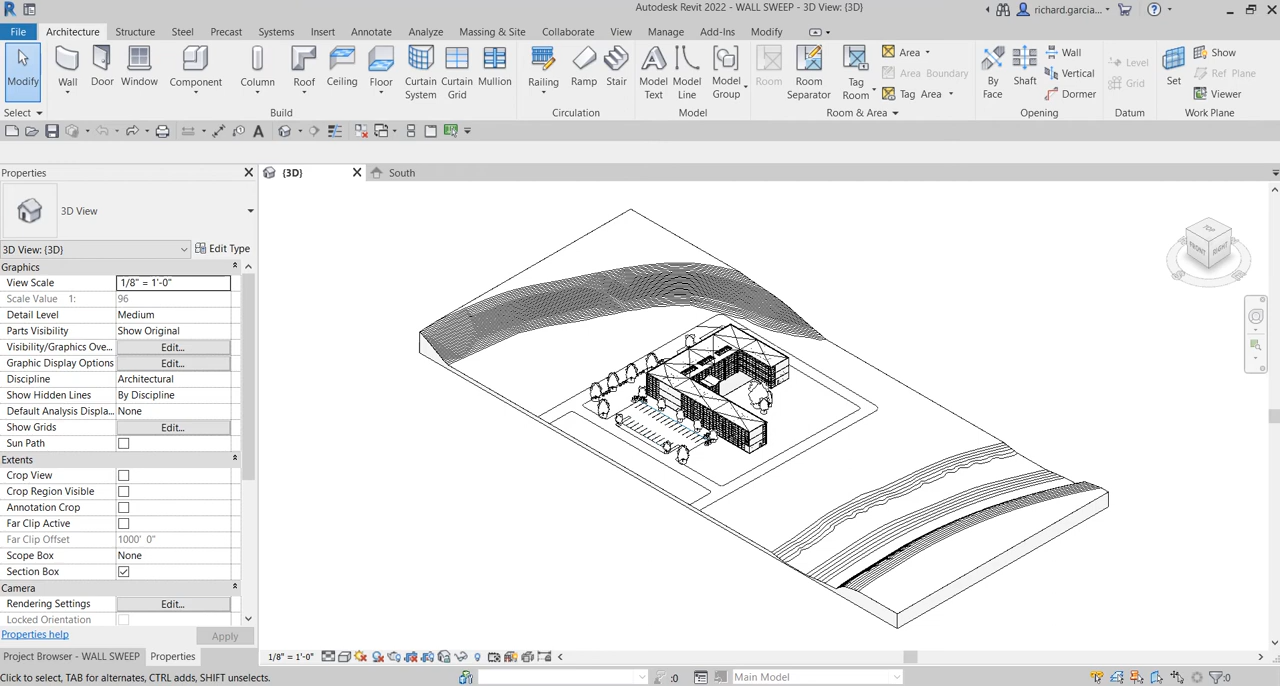 Autodesk Revit 2022 - WALL SWEEP - 3D View: {3D}
richard.garcia...
File Architecture Structure Steel Precast Systems Insert Annotate Analyze Massing & Site Collaborate View Manage Add-Ins Modify
Modify Wall Door Window Component Column Roof Ceiling Floor Curtain System Curtain Grid Mullion Railing Ramp Stair Model Text Model Line Model Group Room Room Separator Tag Room Area Area Boundary Tag Area By Face Shaft Wall Vertical Dormer Level Grid Set Show Ref Plane Viewer
Select Build Circulation Model Room & Area Opening Datum Work Plane
Properties
{3D}
South
3D View
3D View: {3D}
Edit Type
Graphics
View Scale 1/8" = 1'-0"
Scale Value 1: 96
Detail Level Medium
Parts Visibility Show Original
Visibility/Graphics Ove... Edit...
Graphic Display Options Edit...
Discipline Architectural
Show Hidden Lines By Discipline
Default Analysis Displa... None
Show Grids Edit...
Sun Path
Extents
Crop View
Crop Region Visible
Annotation Crop
Far Clip Active
Far Clip Offset 1000' 0"
Scope Box None
Section Box
Camera
Rendering Settings Edit...
Locked Orientation
Properties help
Apply
Project Browser - WALL SWEEP
Properties
TOP
FRONT
RIGHT
1/8" = 1'-0"
Click to select, TAB for alternates, CTRL adds, SHIFT unselects.
:0
Main Model
:0